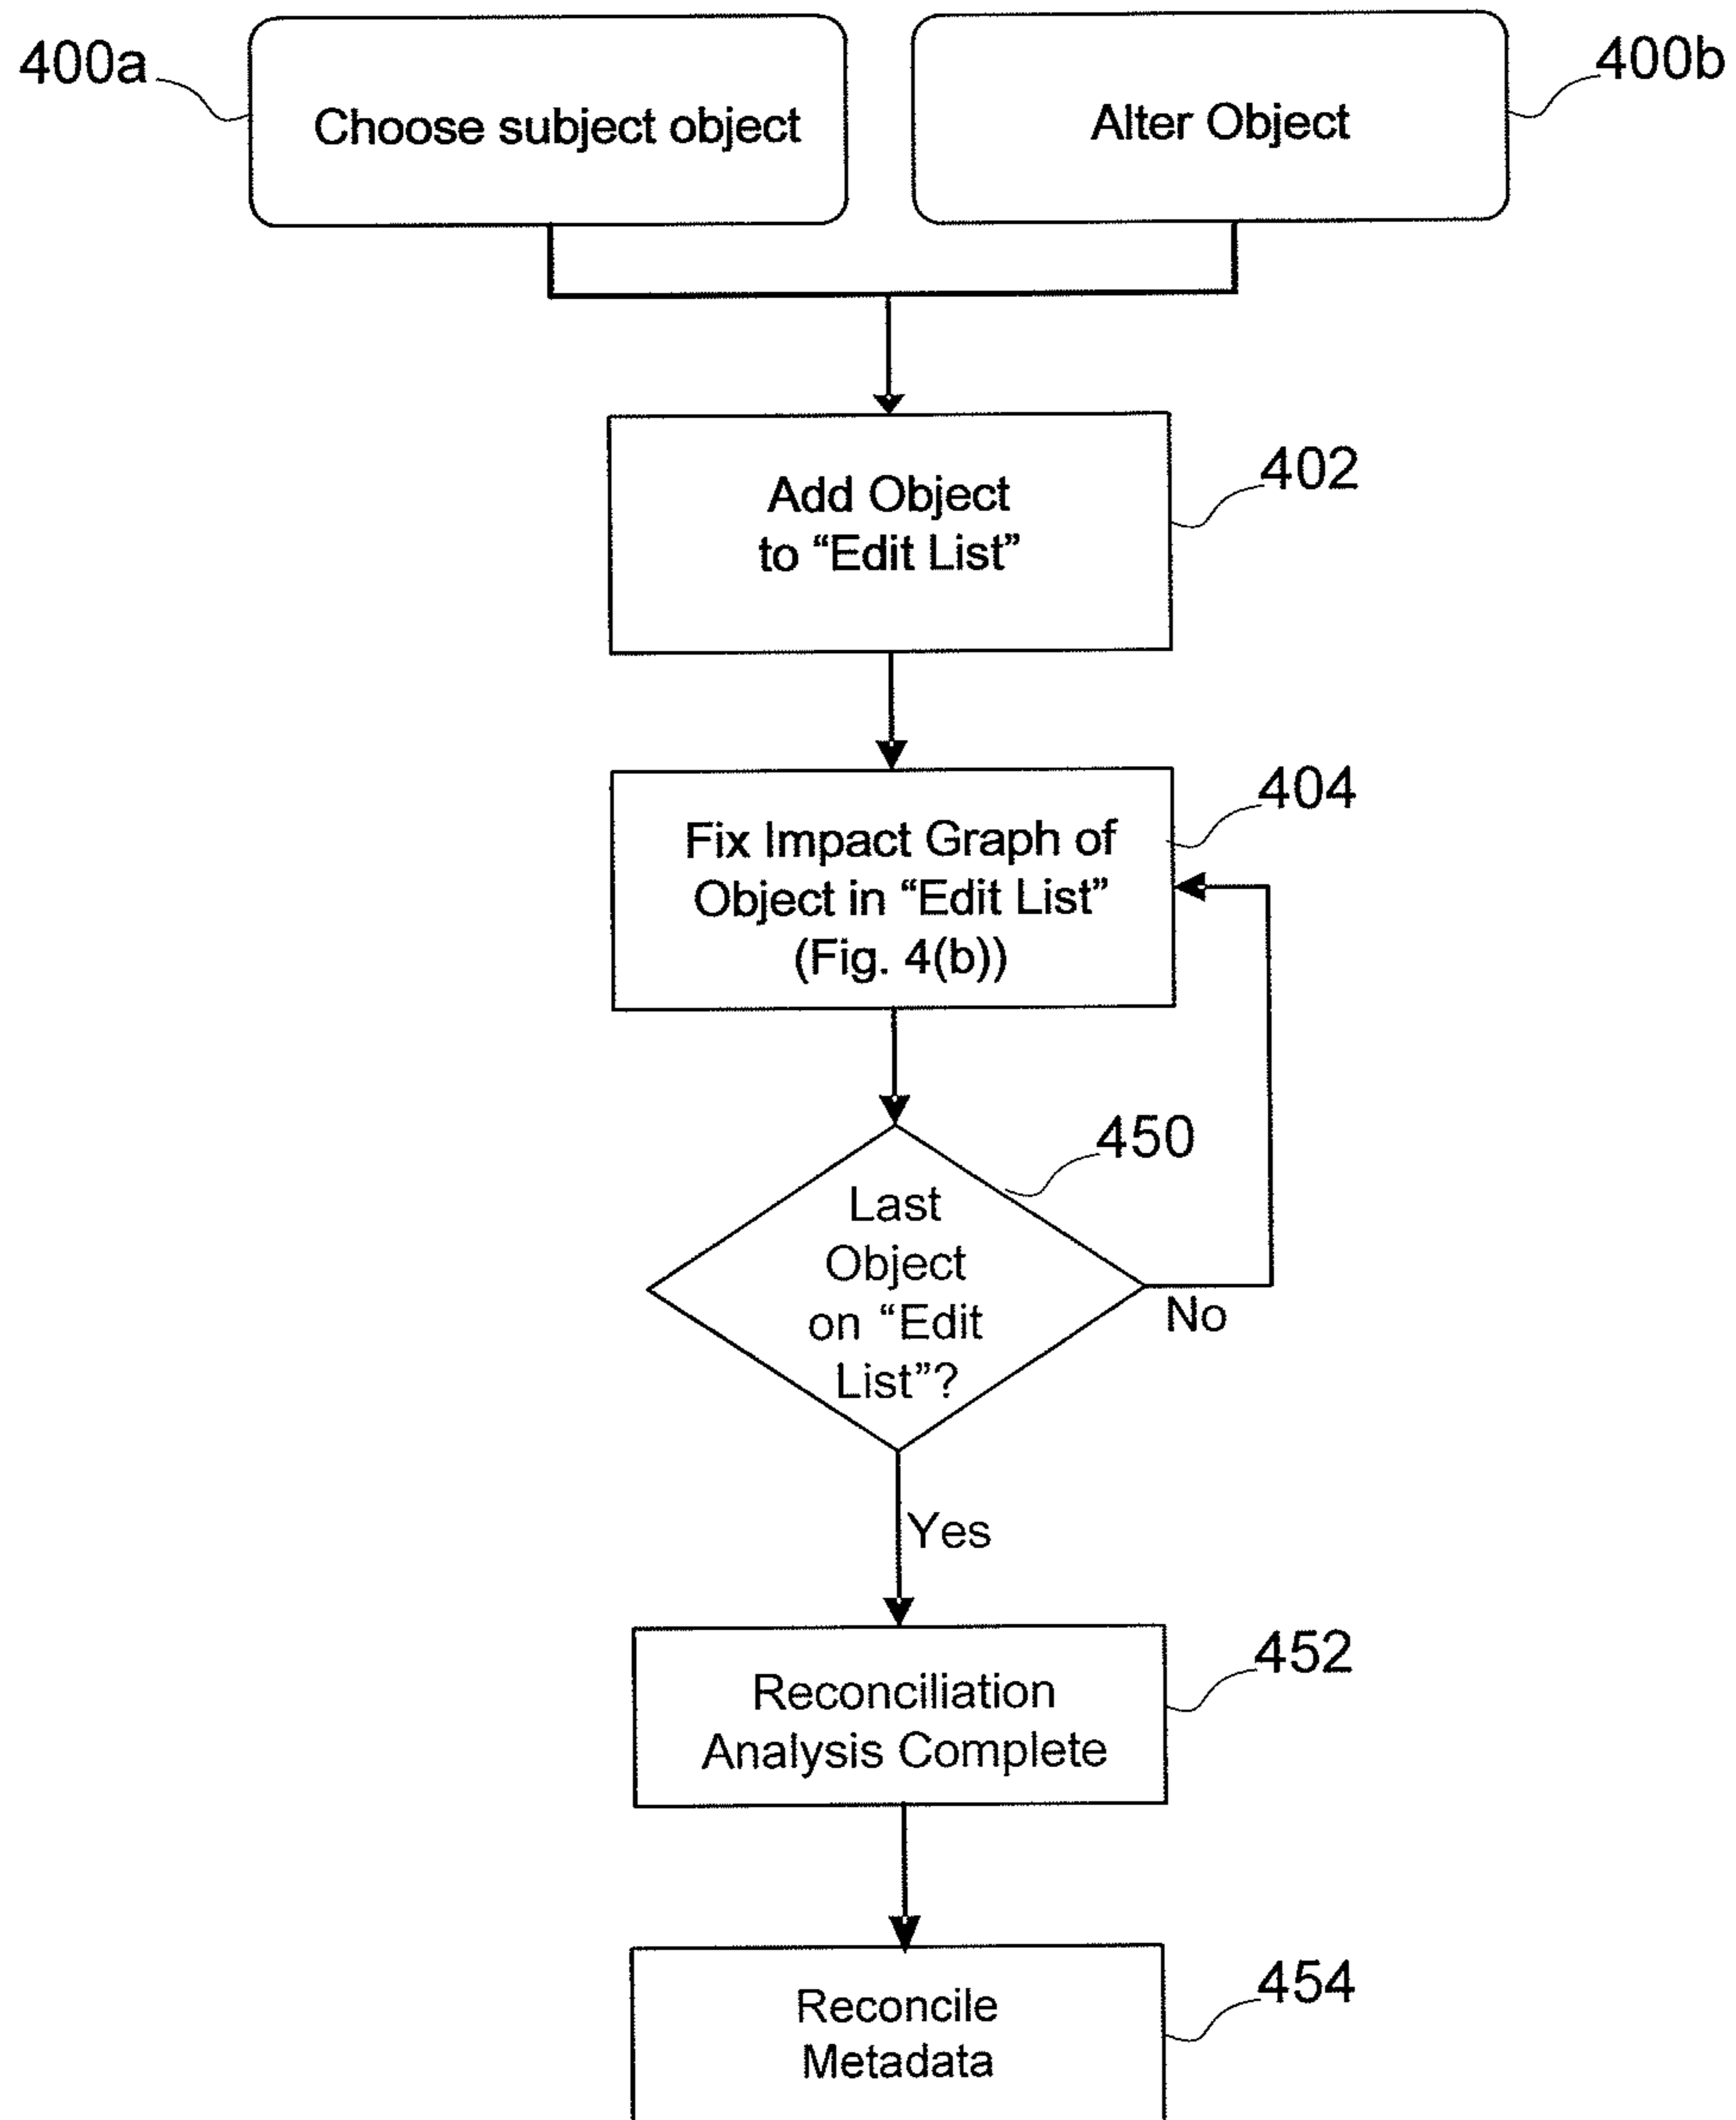 400a
Choose subject object
Alter Object
400b
Add Object
to “Edit List”
402
404
Fix Impact Graph of
Object in “Edit List”
(Fig. 4(b))
450
Last
Object
on “Edit
List”?
No
Yes
452
Reconciliation
Analysis Complete
454
Reconcile
Metadata